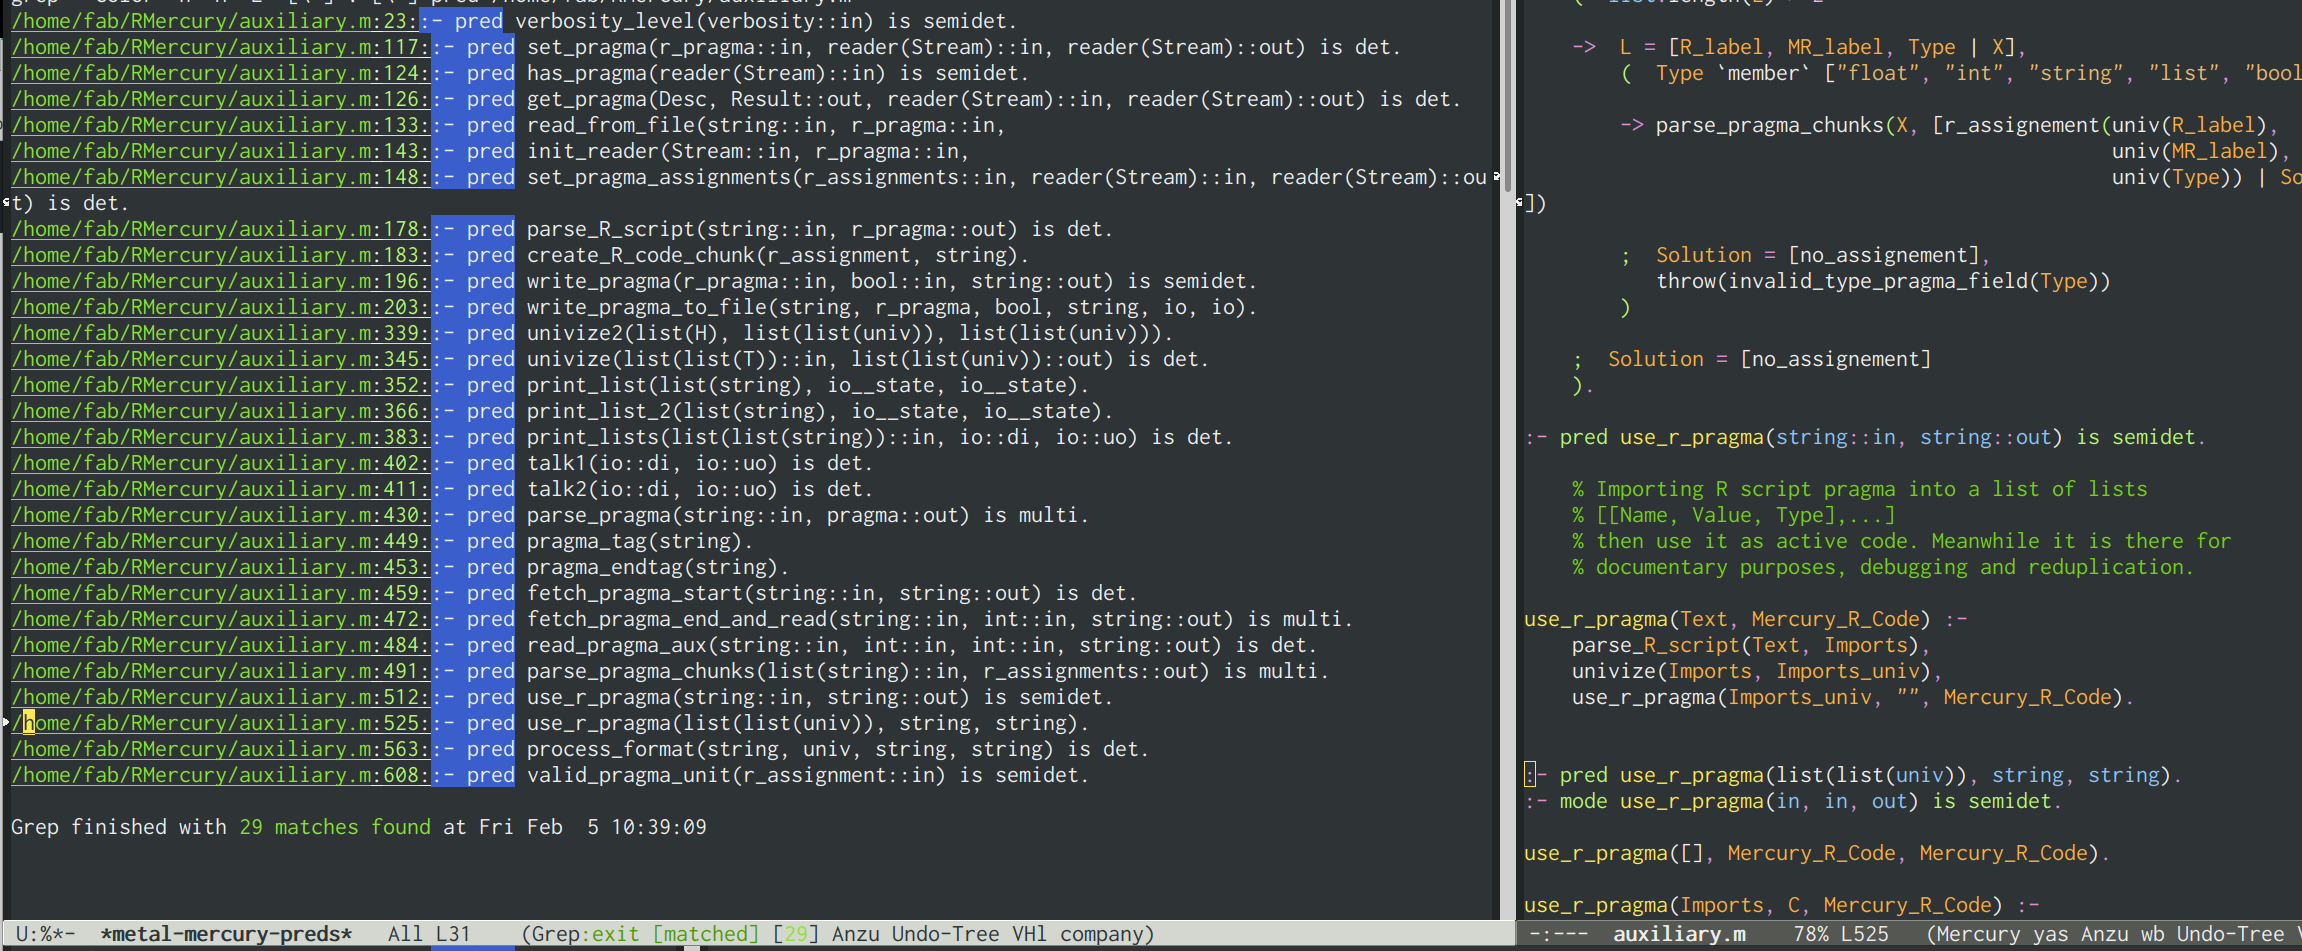 /home/fab/RMercury/auxiliary.m:23::- pred verbosity_level(verbosity::in) is semidet.
/home/fab/RMercury/auxiliary.m:117::- pred set_pragma(r_pragma::in, reader(Stream)::in, reader(Stream)::out) is det.
/home/fab/RMercury/auxiliary.m:124::- pred has_pragma(reader(Stream)::in) is semidet.
/home/fab/RMercury/auxiliary.m:126::- pred get_pragma(Desc, Result::out, reader(Stream)::in, reader(Stream)::out) is det.
/home/fab/RMercury/auxiliary.m:133::- pred read_from_file(string::in, r_pragma::in,
/home/fab/RMercury/auxiliary.m:143::- pred init_reader(Stream::in, r_pragma::in,
/home/fab/RMercury/auxiliary.m:148::- pred set_pragma_assignments(r_assignments::in, reader(Stream)::in, reader(Stream)::ou
t) is det.
/home/fab/RMercury/auxiliary.m:178::- pred parse_R_script(string::in, r_pragma::out) is det.
/home/fab/RMercury/auxiliary.m:183::- pred create_R_code_chunk(r_assignment, string).
/home/fab/RMercury/auxiliary.m:196::- pred write_pragma(r_pragma::in, bool::in, string::out) is semidet.
/home/fab/RMercury/auxiliary.m:203::- pred write_pragma_to_file(string, r_pragma, bool, string, io, io).
/home/fab/RMercury/auxiliary.m:339::- pred univize2(list(H), list(list(univ)), list(list(univ))).
/home/fab/RMercury/auxiliary.m:345::- pred univize(list(list(T))::in, list(list(univ))::out) is det.
/home/fab/RMercury/auxiliary.m:352::- pred print_list(list(string), io__state, io__state).
/home/fab/RMercury/auxiliary.m:366::- pred print_list_2(list(string), io__state, io__state).
/home/fab/RMercury/auxiliary.m:383::- pred print_lists(list(list(string))::in, io::di, io::uo) is det.
/home/fab/RMercury/auxiliary.m:402::- pred talk1(io::di, io::uo) is det.
/home/fab/RMercury/auxiliary.m:411::- pred talk2(io::di, io::uo) is det.
/home/fab/RMercury/auxiliary.m:430::- pred parse_pragma(string::in, pragma::out) is multi.
/home/fab/RMercury/auxiliary.m:449::- pred pragma_tag(string).
/home/fab/RMercury/auxiliary.m:453::- pred pragma_endtag(string).
/home/fab/RMercury/auxiliary.m:459::- pred fetch_pragma_start(string::in, string::out) is det.
/home/fab/RMercury/auxiliary.m:472::- pred fetch_pragma_end_and_read(string::in, int::in, string::out) is multi.
/home/fab/RMercury/auxiliary.m:484::- pred read_pragma_aux(string::in, int::in, int::in, string::out) is det.
/home/fab/RMercury/auxiliary.m:491::- pred parse_pragma_chunks(list(string)::in, r_assignments::out) is multi.
/home/fab/RMercury/auxiliary.m:512::- pred use_r_pragma(string::in, string::out) is semidet.
/home/fab/RMercury/auxiliary.m:525::- pred use_r_pragma(list(list(univ)), string, string).
/home/fab/RMercury/auxiliary.m:563::- pred process_format(string, univ, string, string) is det.
/home/fab/RMercury/auxiliary.m:608::- pred valid_pragma_unit(r_assignment::in) is semidet.
Grep finished with 29 matches found at Fri Feb  5 10:39:09
U:%*-  *metal-mercury-preds*   All L31    (Grep:exit [matched] [29] Anzu Undo-Tree VHl company)
->  L = [R_label, MR_label, Type | X],
(  Type `member` ["float", "int", "string", "list", "bool
-> parse_pragma_chunks(X, [r_assignement(univ(R_label),
univ(MR_label),
univ(Type)) | So
])
;  Solution = [no_assignement],
throw(invalid_type_pragma_field(Type))
)
;  Solution = [no_assignement]
).
:- pred use_r_pragma(string::in, string::out) is semidet.
% Importing R script pragma into a list of lists
% [[Name, Value, Type],...]
% then use it as active code. Meanwhile it is there for
% documentary purposes, debugging and reduplication.
use_r_pragma(Text, Mercury_R_Code) :-
parse_R_script(Text, Imports),
univize(Imports, Imports_univ),
use_r_pragma(Imports_univ, "", Mercury_R_Code).
:- pred use_r_pragma(list(list(univ)), string, string).
:- mode use_r_pragma(in, in, out) is semidet.
use_r_pragma([], Mercury_R_Code, Mercury_R_Code).
use_r_pragma(Imports, C, Mercury_R_Code) :-
-:---  auxiliary.m    78% L525   (Mercury yas Anzu wb Undo-Tree